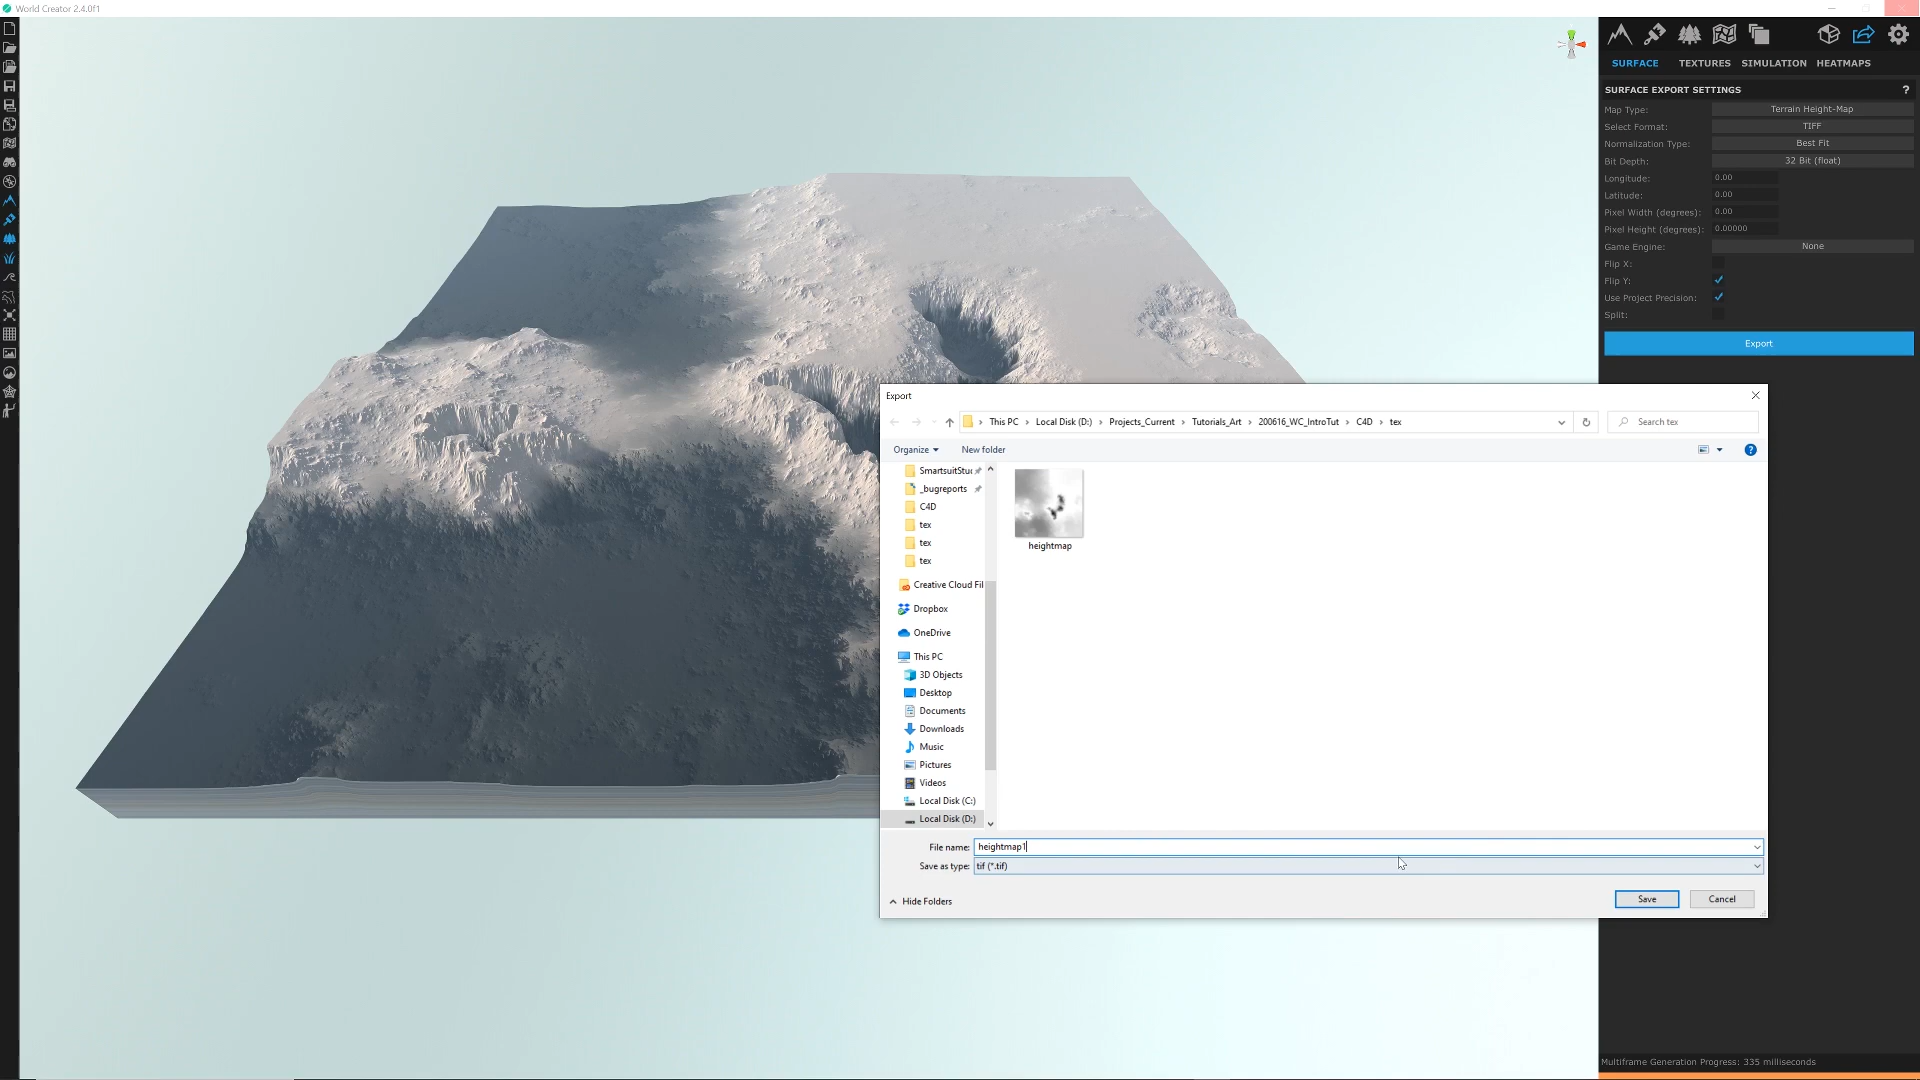 World Creator 2.4.0f1
SURFACE TEXTURES SIMULATION HEATMAPS
SURFACE EXPORT SETTINGS ?
Map Type: Terrain Height-Map
Select Format: TIFF
Normalization Type: Best Fit
Bit Depth: 32 Bit (float)
Longitude: 0.00
Latitude: 0.00
Pixel Width (degrees): 0.00
Pixel Height (degrees): 0.00000
Game Engine: None
Flip X:
Flip Y:
Use Project Precision:
Split:
Export
Export
This PC › Local Disk (D:) › Projects_Current › Tutorials_Art › 200616_WC_IntroTut › C4D › tex
Search tex
Organize New folder ?
SmartsuitStu
_bugreports
C4D
tex
tex
tex
Creative Cloud Fil
Dropbox
OneDrive
This PC
3D Objects
Desktop
Documents
Downloads
Music
Pictures
Videos
Local Disk (C:)
Local Disk (D:)
heightmap
File name: heightmap1
Save as type: tif (*.tif)
Hide Folders
Save Cancel
Multiframe Generation Progress: 335 milliseconds